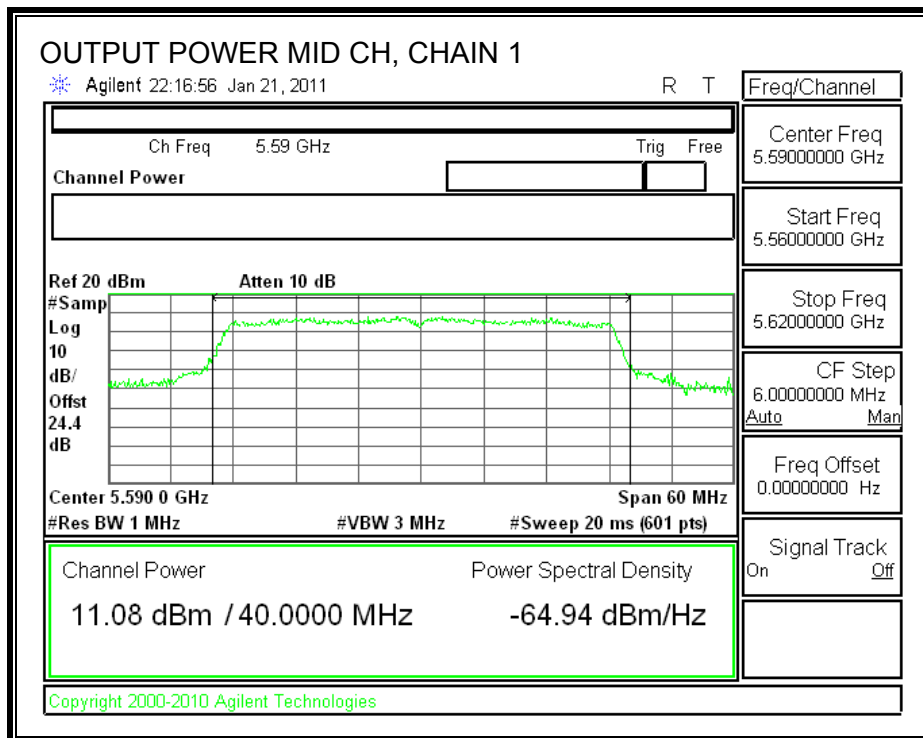 OUTPUT POWER MID CH, CHAIN 1
Agilent 22:16:56 Jan 21, 2011 R T
Freq/Channel
Ch Freq 5.59 GHz Trig Free
Channel Power
Center Freq
5.59000000 GHz
Start Freq
5.56000000 GHz
Stop Freq
5.62000000 GHz
CF Step
6.00000000 MHz
Auto Man
Freq Offset
0.00000000 Hz
Signal Track
On Off
Ref 20 dBm Atten 10 dB
#Samp
Log
10
dB/
Offst
24.4
dB
Center 5.590 0 GHz Span 60 MHz
#Res BW 1 MHz #VBW 3 MHz #Sweep 20 ms (601 pts)
Channel Power Power Spectral Density
11.08 dBm / 40.0000 MHz -64.94 dBm/Hz
Copyright 2000-2010 Agilent Technologies